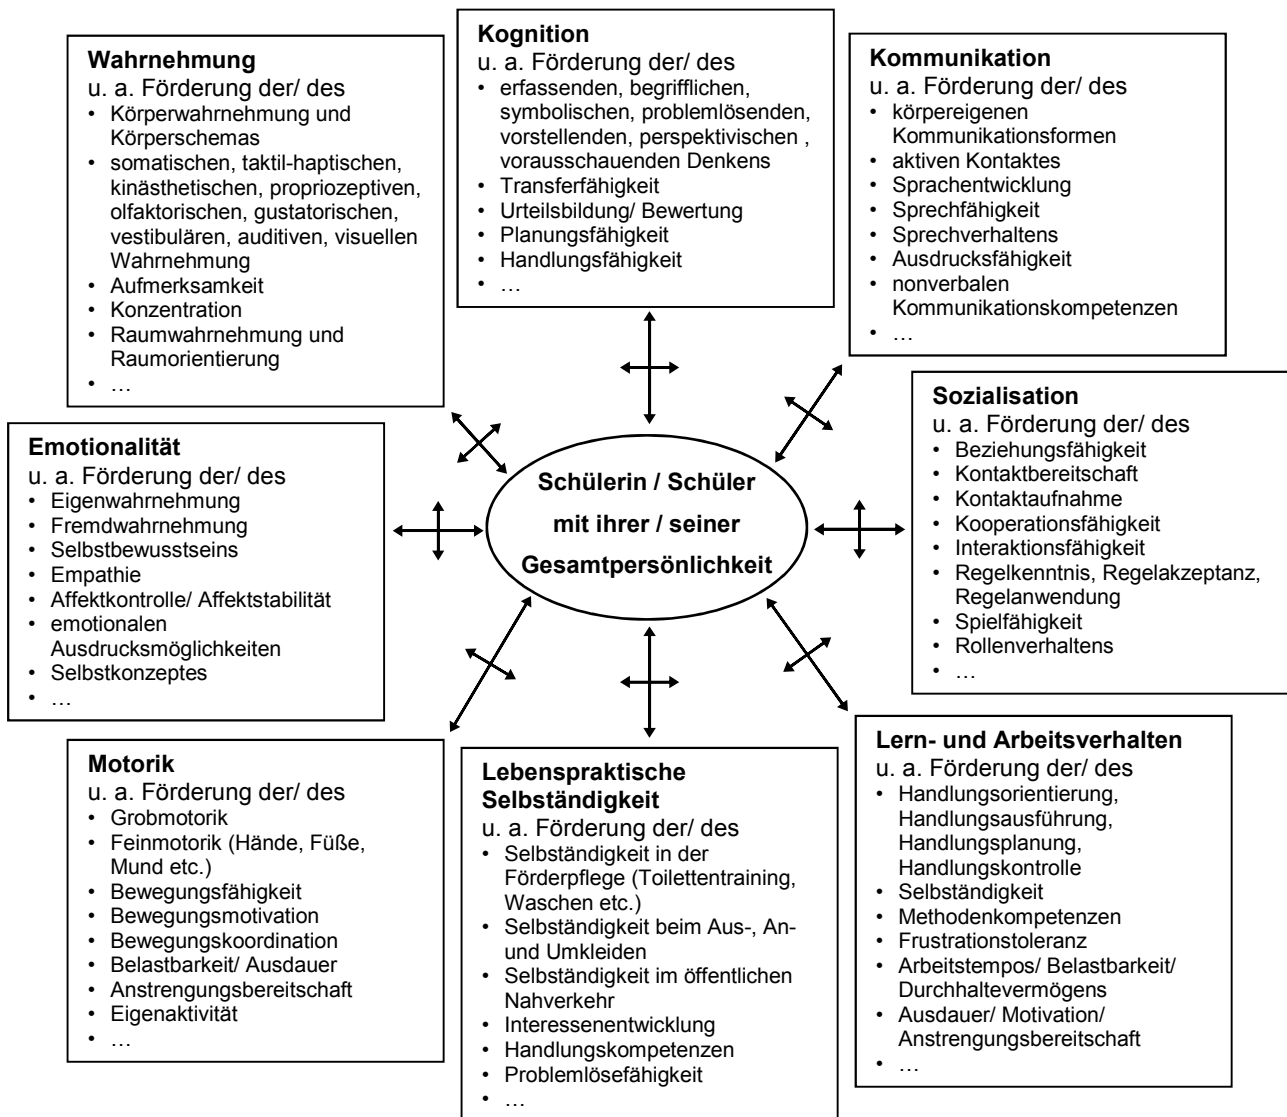 Wahrnehmung
u. a. Förderung der/ des
• Körperwahrnehmung und
Körperschemas
• somatischen, taktil-haptischen,
kinästhetischen, propriozeptiven,
olfaktorischen, gustatorischen,
vestibulären, auditiven, visuellen
Wahrnehmung
• Aufmerksamkeit
• Konzentration
• Raumwahrnehmung und
Raumorientierung
• …
Kognition
u. a. Förderung der/ des
• erfassenden, begrifflichen,
symbolischen, problemlösenden,
vorstellenden, perspektivischen ,
vorausschauenden Denkens
• Transferfähigkeit
• Urteilsbildung/ Bewertung
• Planungsfähigkeit
• Handlungsfähigkeit
• …
Kommunikation
u. a. Förderung der/ des
• körpereigenen
Kommunikationsformen
• aktiven Kontaktes
• Sprachentwicklung
• Sprechfähigkeit
• Sprechverhaltens
• Ausdrucksfähigkeit
• nonverbalen
Kommunikationskompetenzen
• …
Emotionalität
u. a. Förderung der/ des
• Eigenwahrnehmung
• Fremdwahrnehmung
• Selbstbewusstseins
• Empathie
• Affektkontrolle/ Affektstabilität
• emotionalen
Ausdrucksmöglichkeiten
• Selbstkonzeptes
• …
Schülerin / Schüler
mit ihrer / seiner
Gesamtpersönlichkeit
Sozialisation
u. a. Förderung der/ des
• Beziehungsfähigkeit
• Kontaktbereitschaft
• Kontaktaufnahme
• Kooperationsfähigkeit
• Interaktionsfähigkeit
• Regelkenntnis, Regelakzeptanz,
Regelanwendung
• Spielfähigkeit
• Rollenverhaltens
• …
Motorik
u. a. Förderung der/ des
• Grobmotorik
• Feinmotorik (Hände, Füße,
Mund etc.)
• Bewegungsfähigkeit
• Bewegungsmotivation
• Bewegungskoordination
• Belastbarkeit/ Ausdauer
• Anstrengungsbereitschaft
• Eigenaktivität
• …
Lebenspraktische
Selbständigkeit
u. a. Förderung der/ des
• Selbständigkeit in der
Förderpflege (Toilettentraining,
Waschen etc.)
• Selbständigkeit beim Aus-, An-
und Umkleiden
• Selbständigkeit im öffentlichen
Nahverkehr
• Interessenentwicklung
• Handlungskompetenzen
• Problemlösefähigkeit
• …
Lern- und Arbeitsverhalten
u. a. Förderung der/ des
• Handlungsorientierung,
Handlungsausführung,
Handlungsplanung,
Handlungskontrolle
• Selbständigkeit
• Methodenkompetenzen
• Frustrationstoleranz
• Arbeitstempos/ Belastbarkeit/
Durchhaltevermögens
• Ausdauer/ Motivation/
Anstrengungsbereitschaft
• …